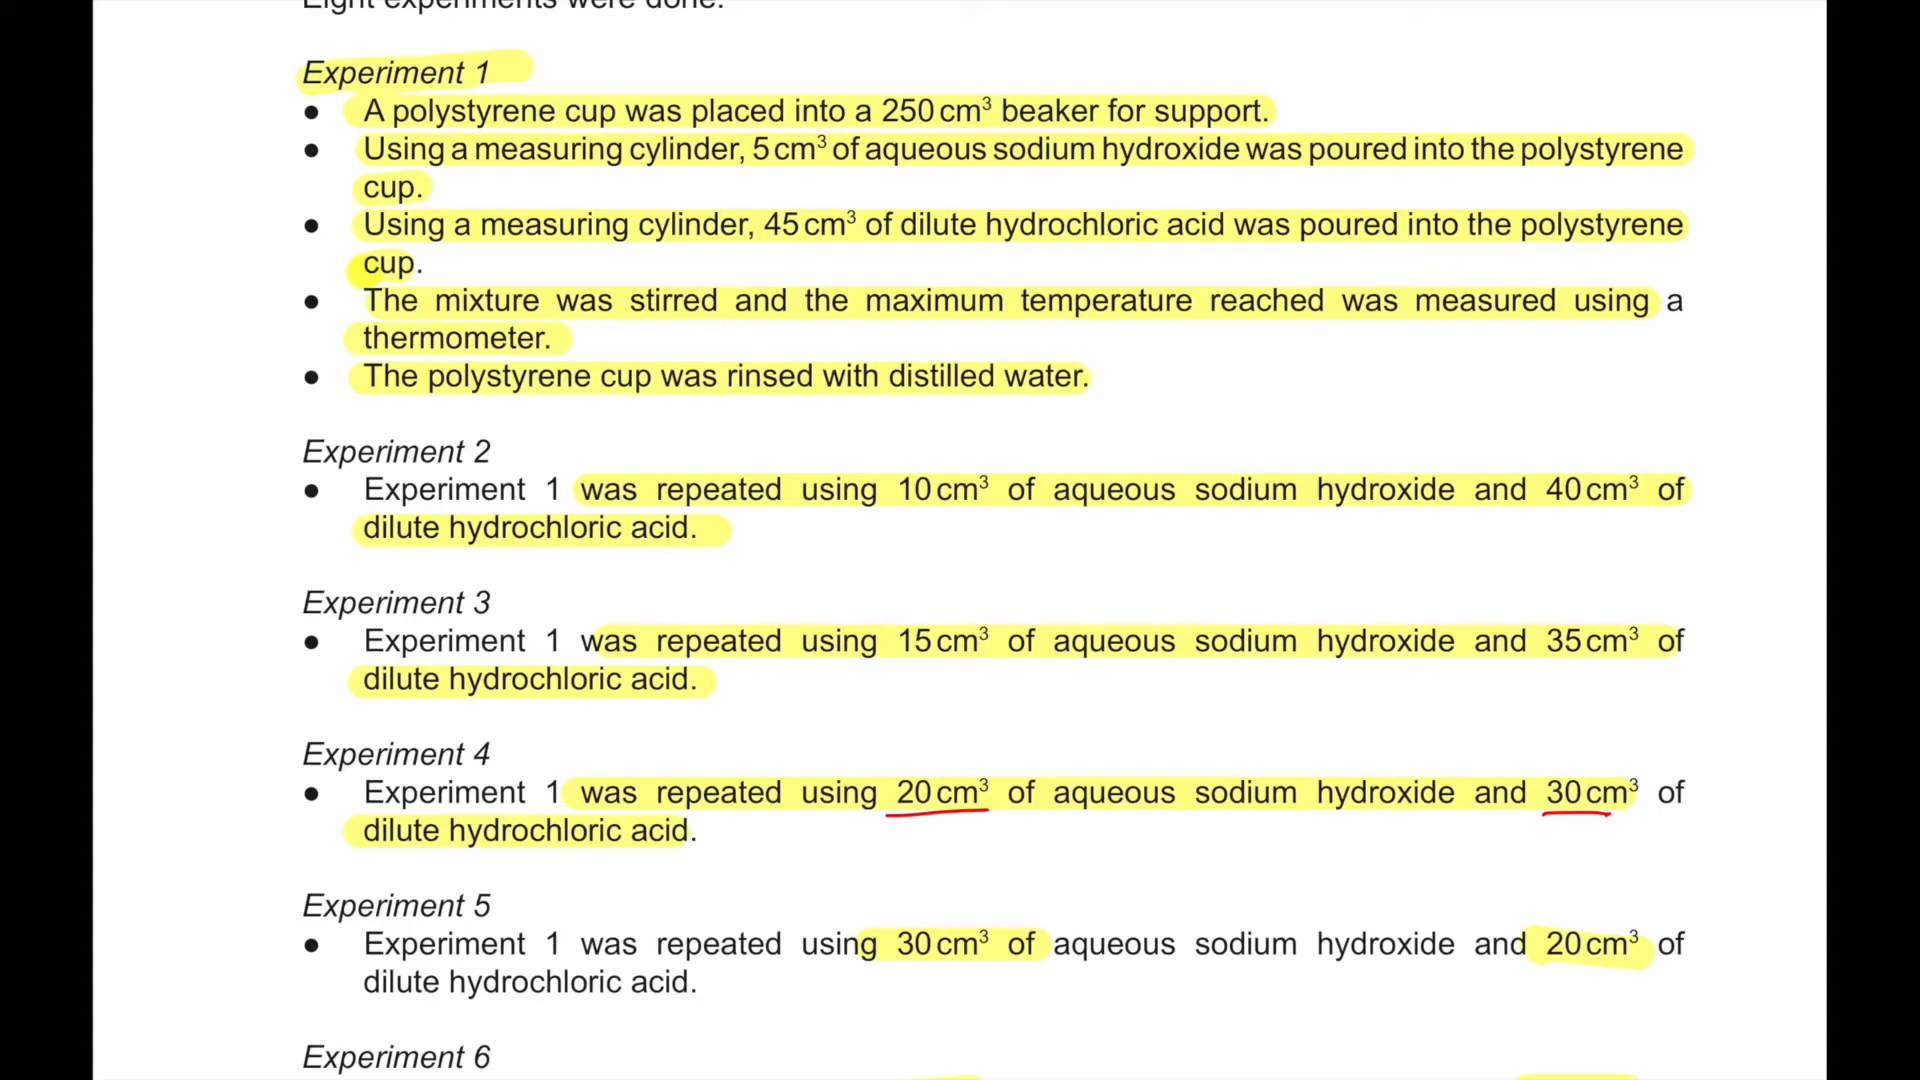 Eight experiments were done.
Experiment 1
● A polystyrene cup was placed into a 250 cm³ beaker for support.
● Using a measuring cylinder, 5 cm³ of aqueous sodium hydroxide was poured into the polystyrene
cup.
● Using a measuring cylinder, 45 cm³ of dilute hydrochloric acid was poured into the polystyrene
cup.
● The mixture was stirred and the maximum temperature reached was measured using a
thermometer.
● The polystyrene cup was rinsed with distilled water.
Experiment 2
● Experiment 1 was repeated using 10 cm³ of aqueous sodium hydroxide and 40 cm³ of
dilute hydrochloric acid.
Experiment 3
● Experiment 1 was repeated using 15 cm³ of aqueous sodium hydroxide and 35 cm³ of
dilute hydrochloric acid.
Experiment 4
● Experiment 1 was repeated using 20 cm³ of aqueous sodium hydroxide and 30 cm³ of
dilute hydrochloric acid.
Experiment 5
● Experiment 1 was repeated using 30 cm³ of aqueous sodium hydroxide and 20 cm³ of
dilute hydrochloric acid.
Experiment 6